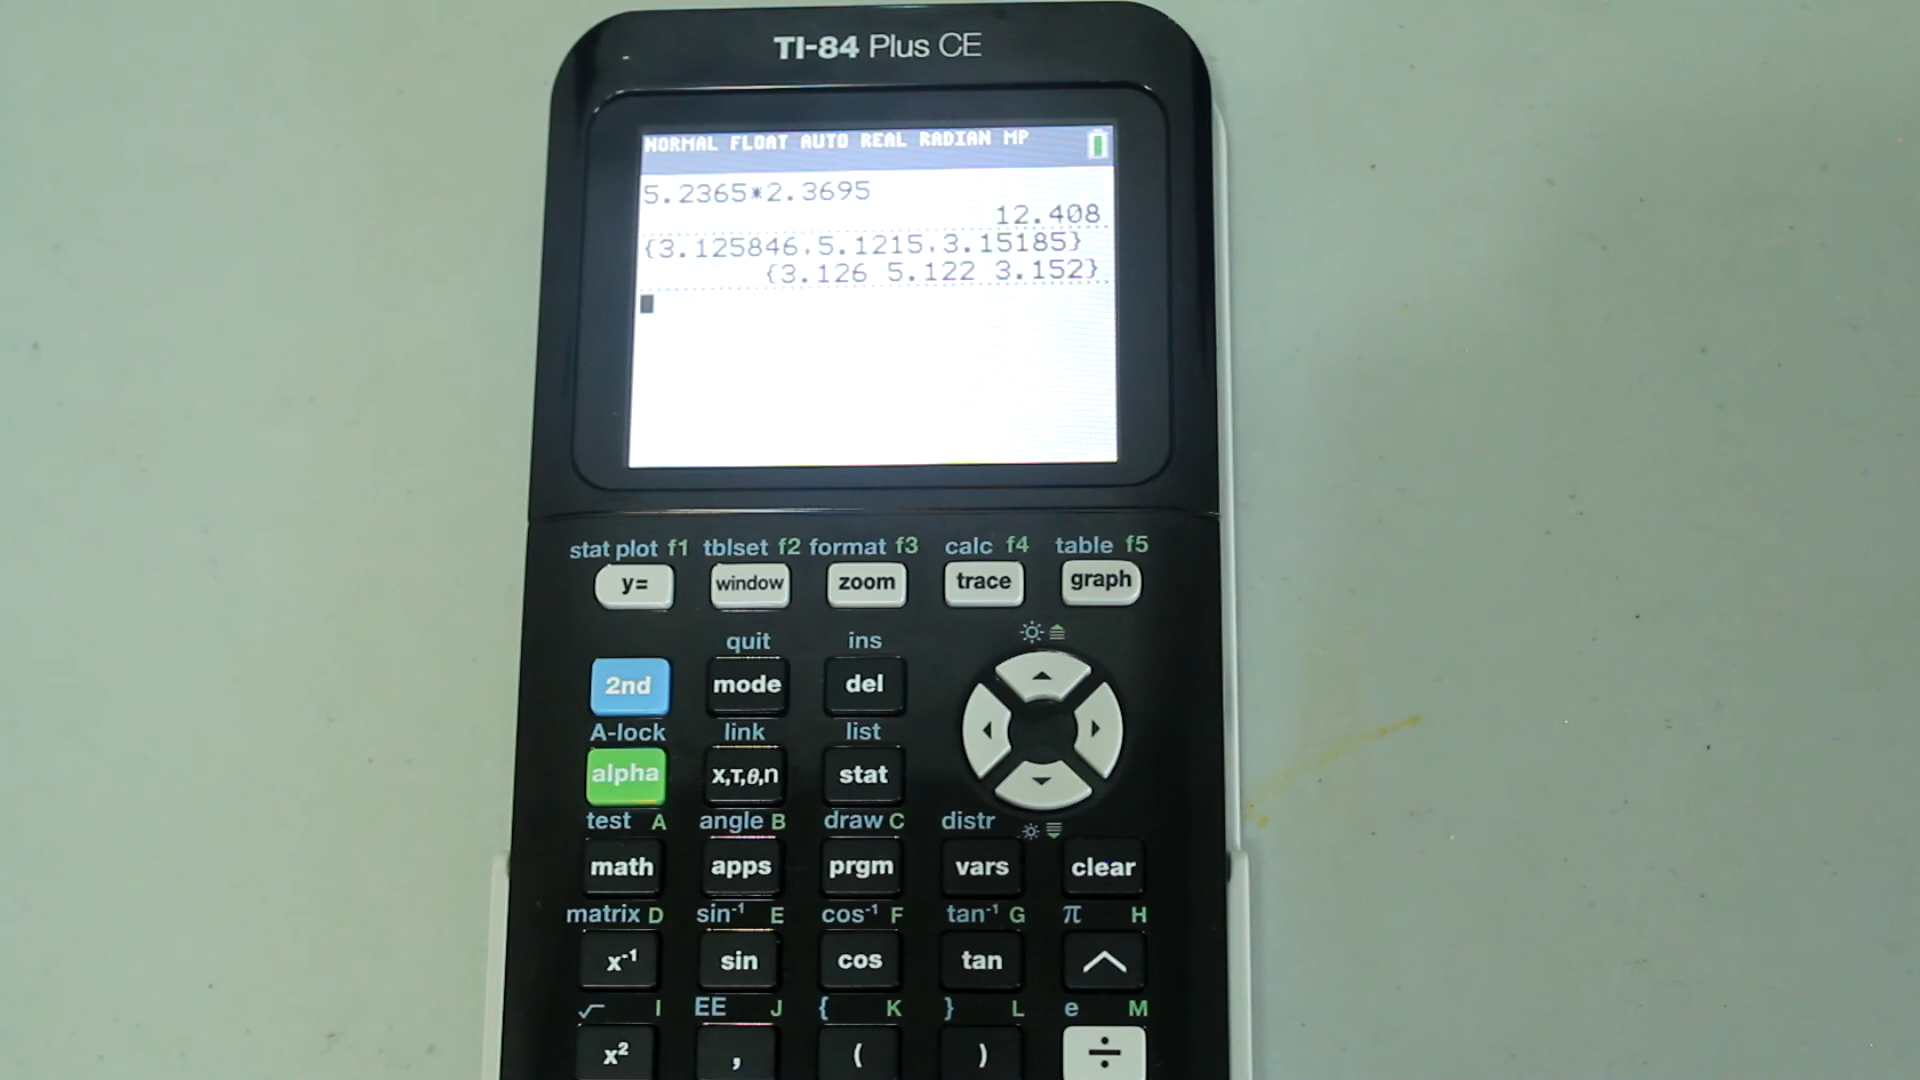 TI-84 Plus CE
NORMAL FLOAT AUTO REAL RADIAN MP
5.2365*2.3695
12.408
{3.125846,5.1215,3.15185}
{3.126 5.122 3.152}
stat plot f1 tblset f2 format f3 calc f4 table f5
y= window zoom trace graph
quit ins
2nd mode del
A-lock link list
alpha X,T,θ,n stat
test A angle B draw C distr
math apps prgm vars clear
matrix D sin⁻¹ E cos⁻¹ F tan⁻¹ G π H
x⁻¹ sin cos tan ^
√ I EE J { K } L e M
x² , ( ) ÷